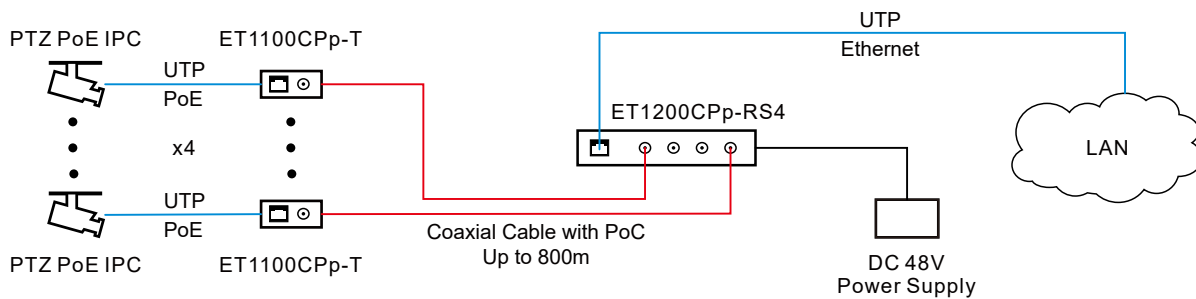 PTZ PoE IPC
ET1100CPp-T
UTP
PoE
x4
UTP
PoE
PTZ PoE IPC
ET1100CPp-T
Coaxial Cable with PoC
Up to 800m
UTP
Ethernet
ET1200CPp-RS4
LAN
DC 48V
Power Supply